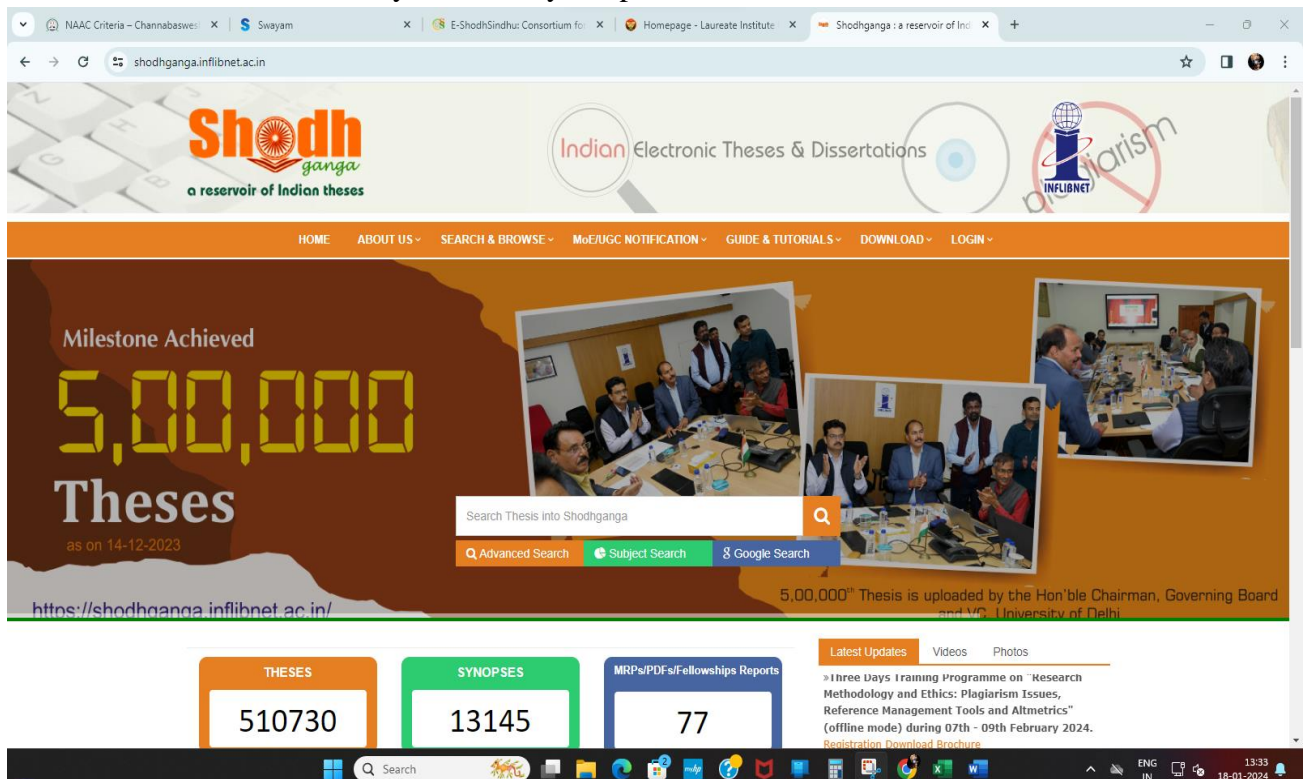 NAAC Criteria – Channabaswes
Swayam
E-ShodhSindhu: Consortium fo
Homepage - Laureate Institute
Shodhganga : a reservoir of Ind
shodhganga.inflibnet.ac.in
Shodh
ganga
a reservoir of Indian theses
Indian Electronic Theses & Dissertations
plagiarism
INFLIBNET
HOME ABOUT US SEARCH & BROWSE MoE/UGC NOTIFICATION GUIDE & TUTORIALS DOWNLOAD LOGIN
Milestone Achieved
5,00,000
Theses
as on 14-12-2023
https://shodhganga.inflibnet.ac.in/
Search Thesis into Shodhganga
Advanced Search Subject Search Google Search
5,00,000th Thesis is uploaded by the Hon'ble Chairman, Governing Board
and VC, University of Delhi
THESES
510730
SYNOPSES
13145
MRPs/PDFs/Fellowships Reports
77
Latest Updates Videos Photos
»Three Days Training Programme on "Research
Methodology and Ethics: Plagiarism Issues,
Reference Management Tools and Altmetrics"
(offline mode) during 07th - 09th February 2024.
Registration Download Brochure
Search
ENG
IN
13:33
18-01-2024